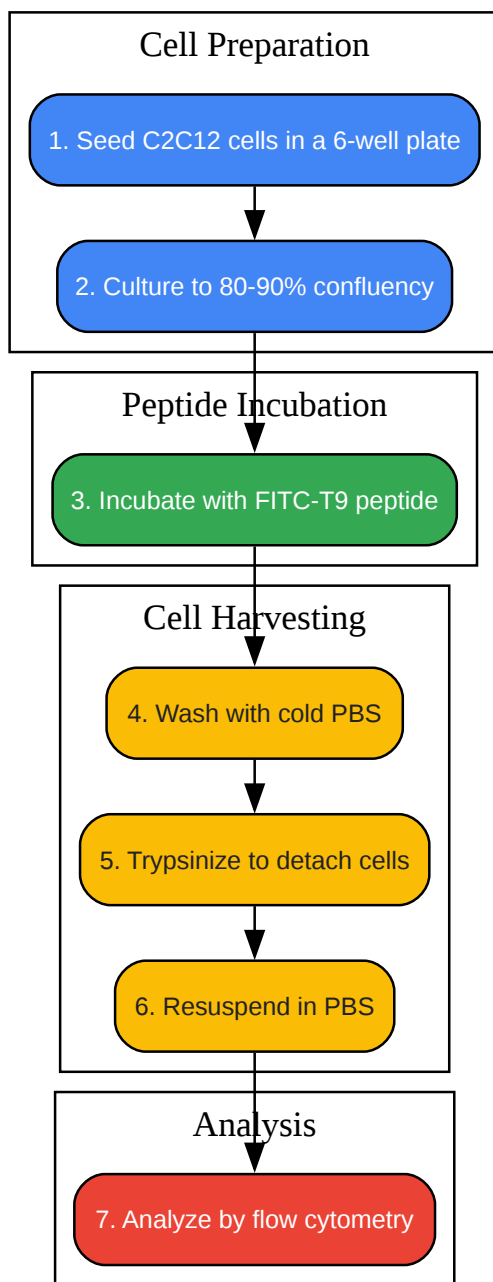 Cell Preparation
1. Seed C2C12 cells in a 6-well plate
2. Culture to 80-90% confluency
Peptide Incubation
3. Incubate with FITC-T9 peptide
Cell Harvesting
4. Wash with cold PBS
5. Trypsinize to detach cells
6. Resuspend in PBS
Analysis
7. Analyze by flow cytometry